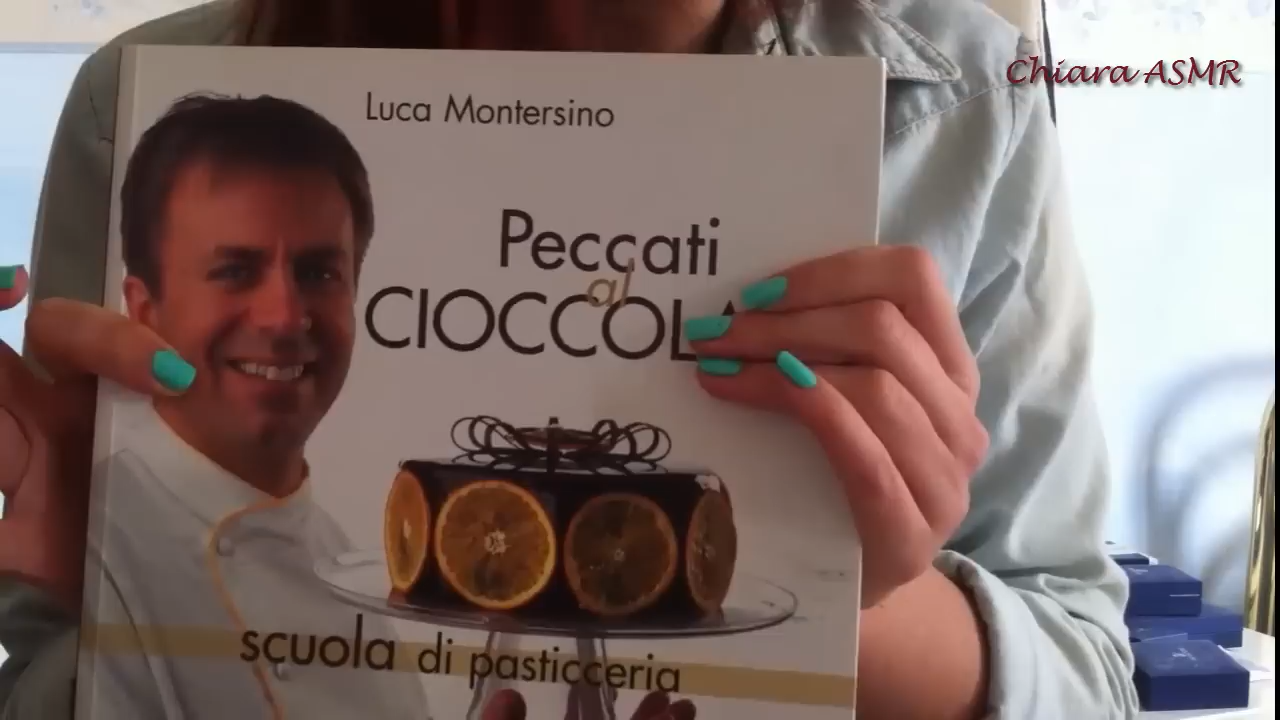 Chiara ASMR
Luca Montersino
Peccati
al
CIOCCOLA
scuola di pasticceria